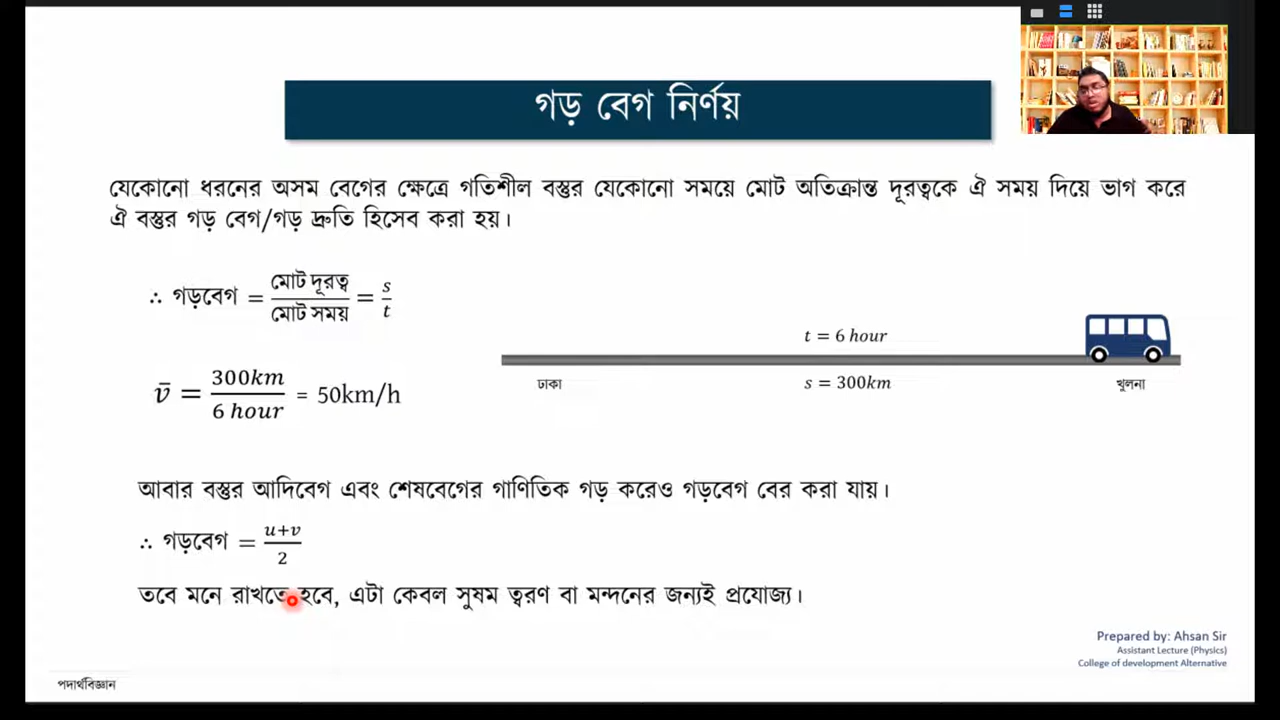 গড় বেগ নির্ণয়
যেকোনো ধরনের অসম বেগের ক্ষেত্রে গতিশীল বস্তুর যেকোনো সময়ে মোট অতিক্রান্ত দূরত্বকে ঐ সময় দিয়ে ভাগ করে
ঐ বস্তুর গড় বেগ/গড় দ্রুতি হিসেব করা হয়।
∴ গড়বেগ = মোট দূরত্ব/মোট সময় = s/t
t = 6 hour
v̄ = 300km/6 hour = 50km/h
ঢাকা s = 300km খুলনা
আবার বস্তুর আদিবেগ এবং শেষবেগের গাণিতিক গড় করেও গড়বেগ বের করা যায়।
∴ গড়বেগ = u+v/2
তবে মনে রাখতে হবে, এটা কেবল সুষম ত্বরণ বা মন্দনের জন্যই প্রযোজ্য।
Prepared by: Ahsan Sir
Assistant Lecture (Physics)
College of development Alternative
পদার্থবিজ্ঞান